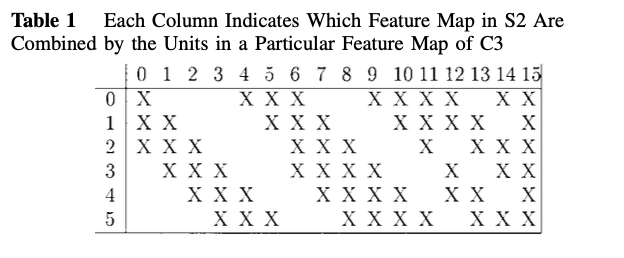 Table 1 Each Column Indicates Which Feature Map in S2 Are
Combined by the Units in a Particular Feature Map of C3
0 1 2 3 4 5 6 7 8 9 10 11 12 13 14 15
0 X X X X X X X X X X
1 X X X X X X X X X X
2 X X X X X X X X X X
3 X X X X X X X X X X
4 X X X X X X X X X X
5 X X X X X X X X X X